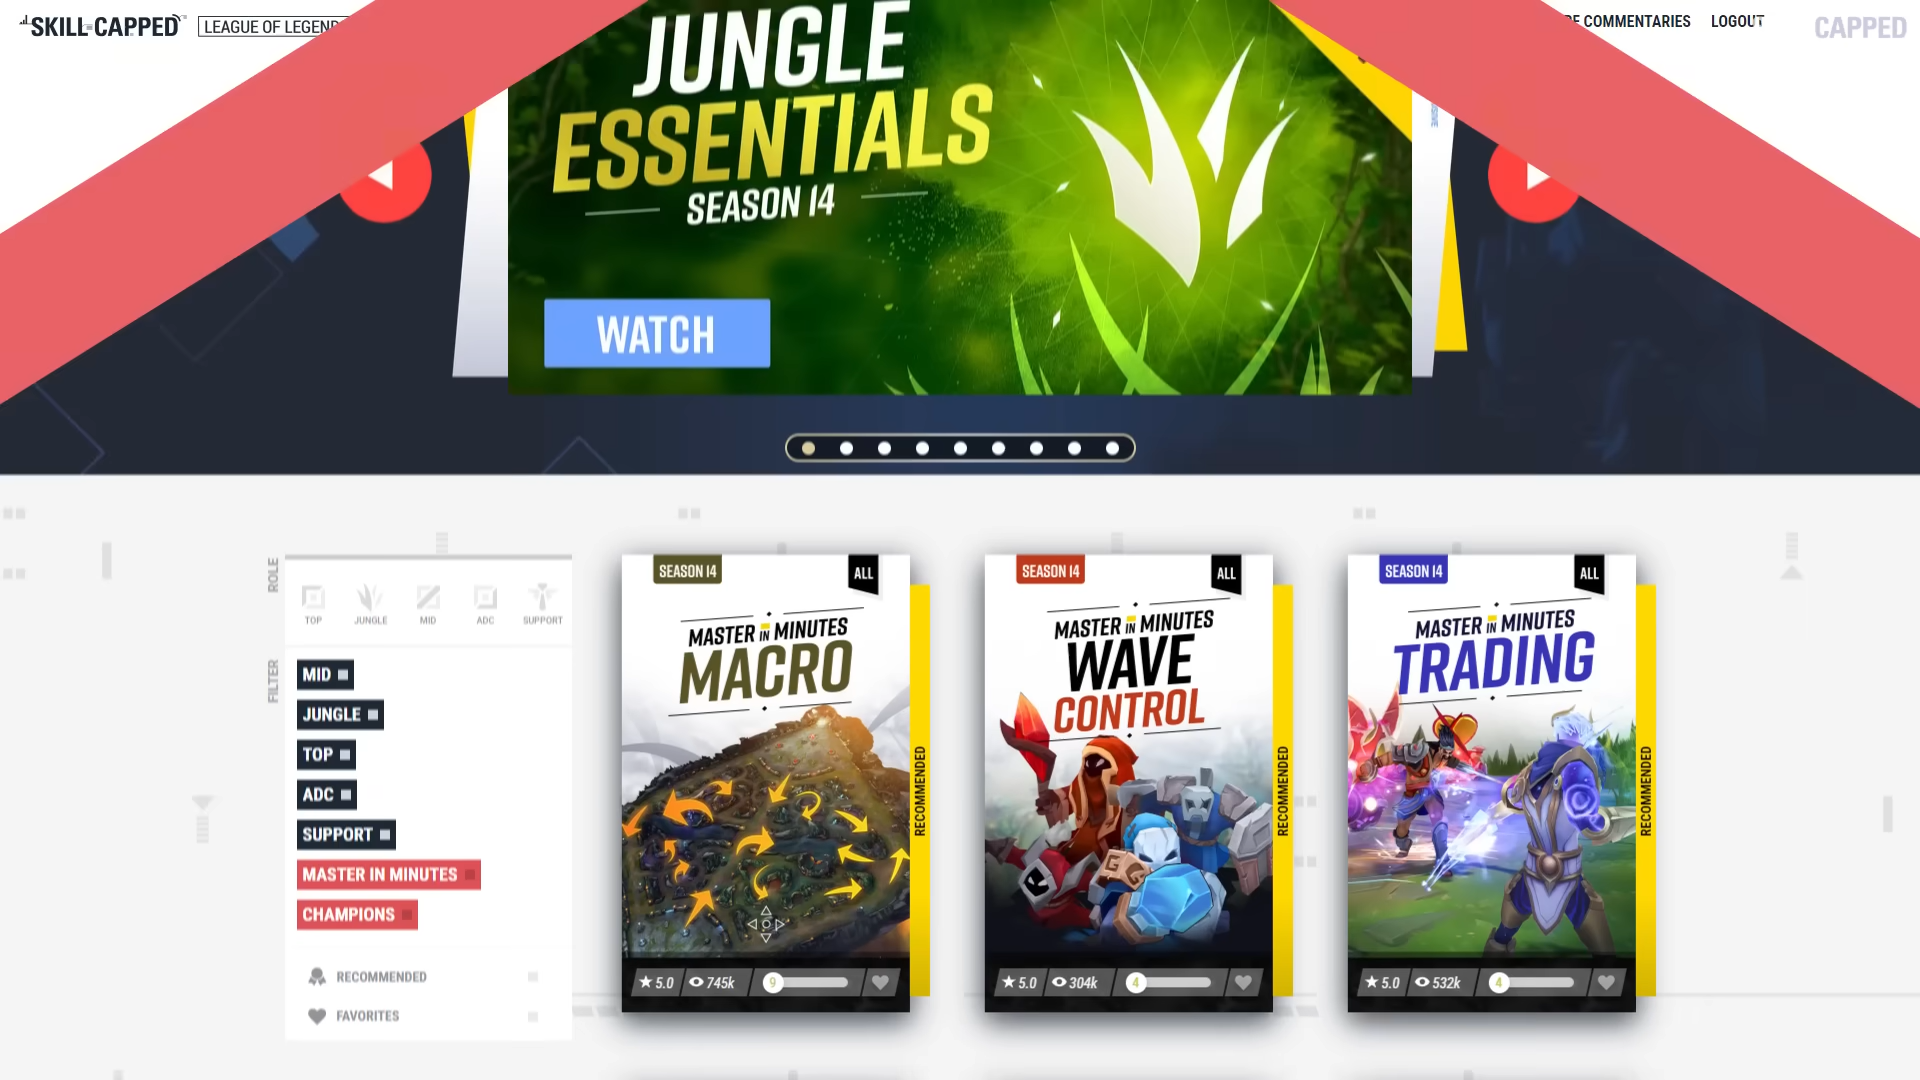 SKILL-CAPPED
LEAGUE OF LEGEN
COMMENTARIES
LOGOUT
CAPPED
JUNGLE
ESSENTIALS
SEASON 14
WATCH
ROLE
TOP
JUNGLE
MID
ADC
SUPPORT
FILTER
MID
JUNGLE
TOP
ADC
SUPPORT
MASTER IN MINUTES
CHAMPIONS
RECOMMENDED
FAVORITES
SEASON 14
ALL
MASTER IN MINUTES
MACRO
RECOMMENDED
5.0
745k
9
SEASON 14
ALL
MASTER IN MINUTES
WAVE
CONTROL
RECOMMENDED
5.0
304k
4
SEASON 14
ALL
MASTER IN MINUTES
TRADING
RECOMMENDED
5.0
532k
4